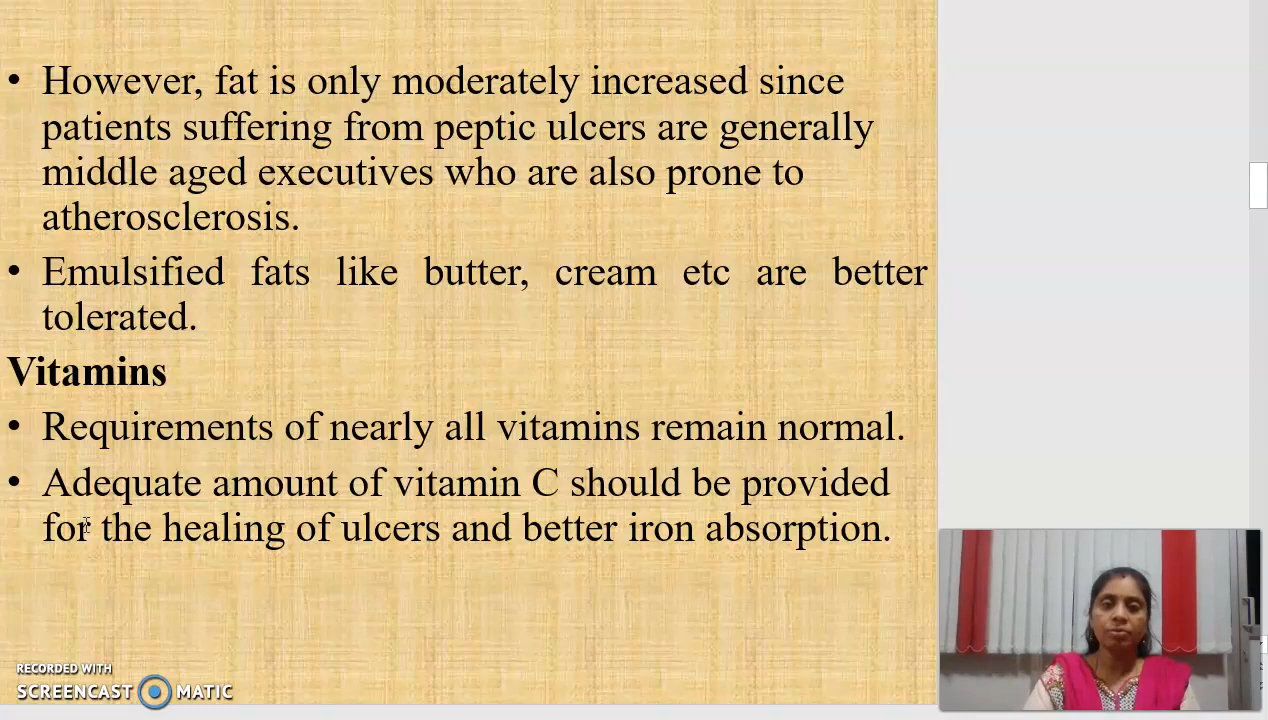 • However, fat is only moderately increased since
patients suffering from peptic ulcers are generally
middle aged executives who are also prone to
atherosclerosis.
• Emulsified fats like butter, cream etc are better
tolerated.
Vitamins
• Requirements of nearly all vitamins remain normal.
• Adequate amount of vitamin C should be provided
for the healing of ulcers and better iron absorption.
RECORDED WITH
SCREENCAST MATIC